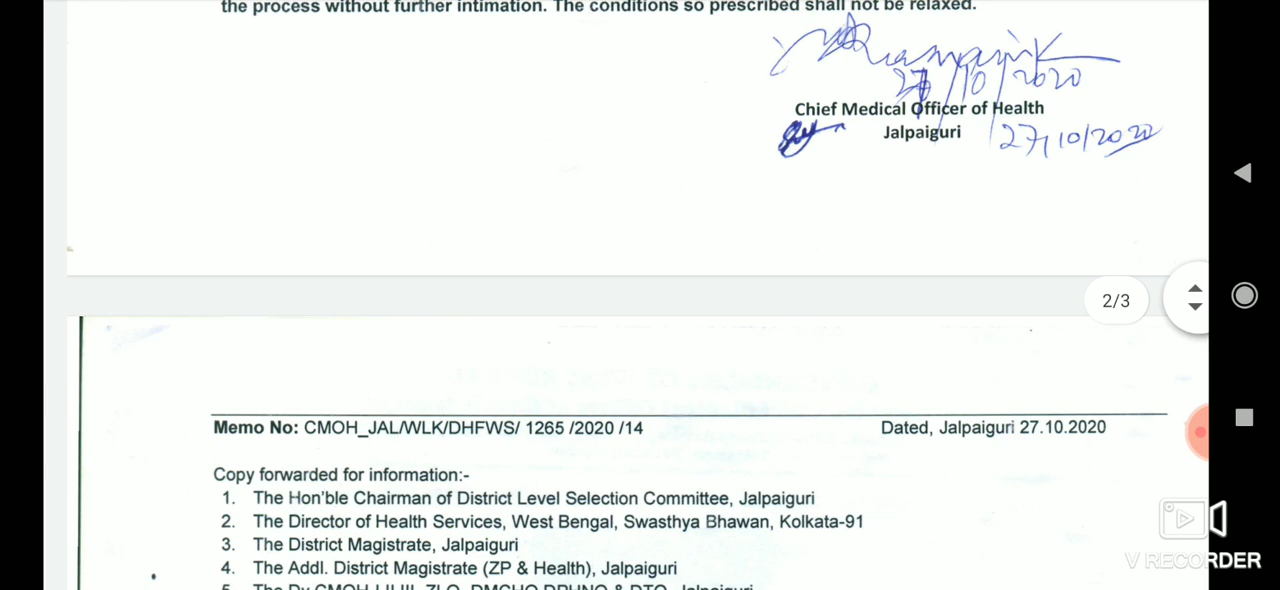 the process without further intimation. The conditions so prescribed shall not be relaxed.
27/10/2020
Chief Medical Officer of Health
Jalpaiguri
27/10/2020
2/3
Memo No: CMOH_JAL/WLK/DHFWS/ 1265 /2020 /14
Dated, Jalpaiguri 27.10.2020
Copy forwarded for information:-
1. The Hon'ble Chairman of District Level Selection Committee, Jalpaiguri
2. The Director of Health Services, West Bengal, Swasthya Bhawan, Kolkata-91
3. The District Magistrate, Jalpaiguri
4. The Addl. District Magistrate (ZP & Health), Jalpaiguri
5. The Dy.CMOH
V RECORDER